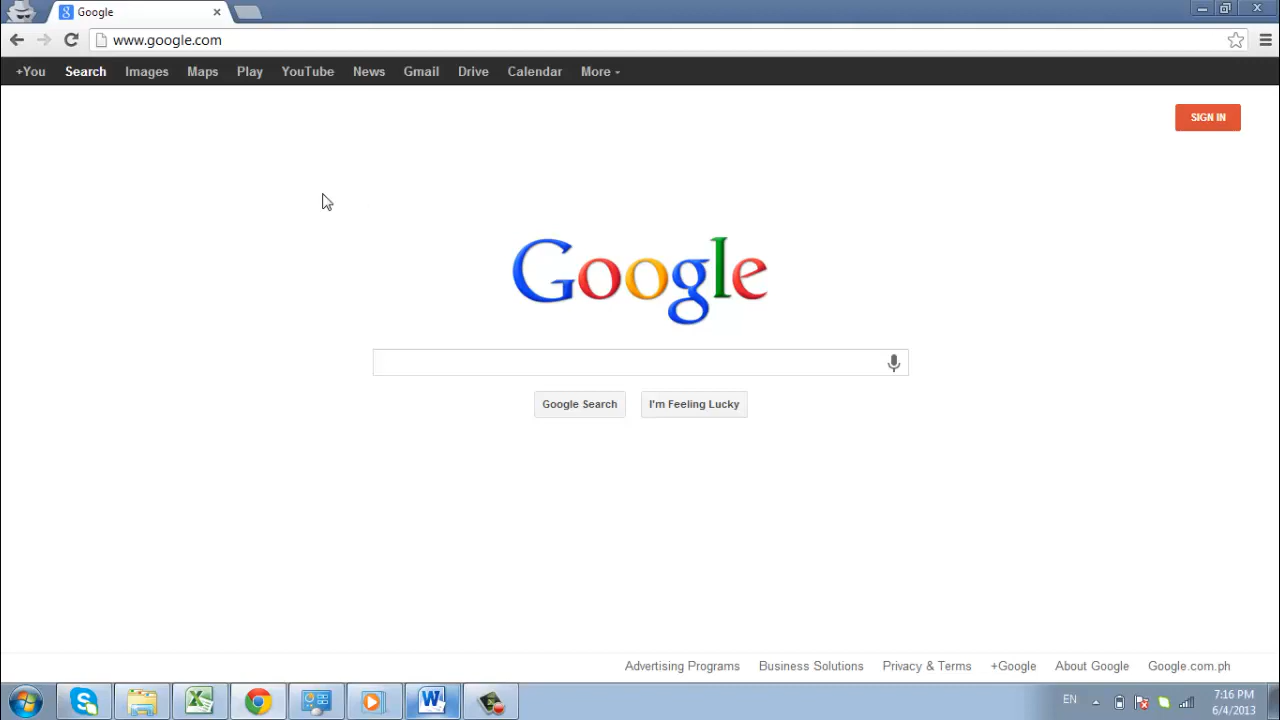 Google
www.google.com
+You Search Images Maps Play YouTube News Gmail Drive Calendar More
SIGN IN
Google
Google Search I'm Feeling Lucky
Advertising Programs Business Solutions Privacy & Terms +Google About Google Google.com.ph
EN 7:16 PM
6/4/2013